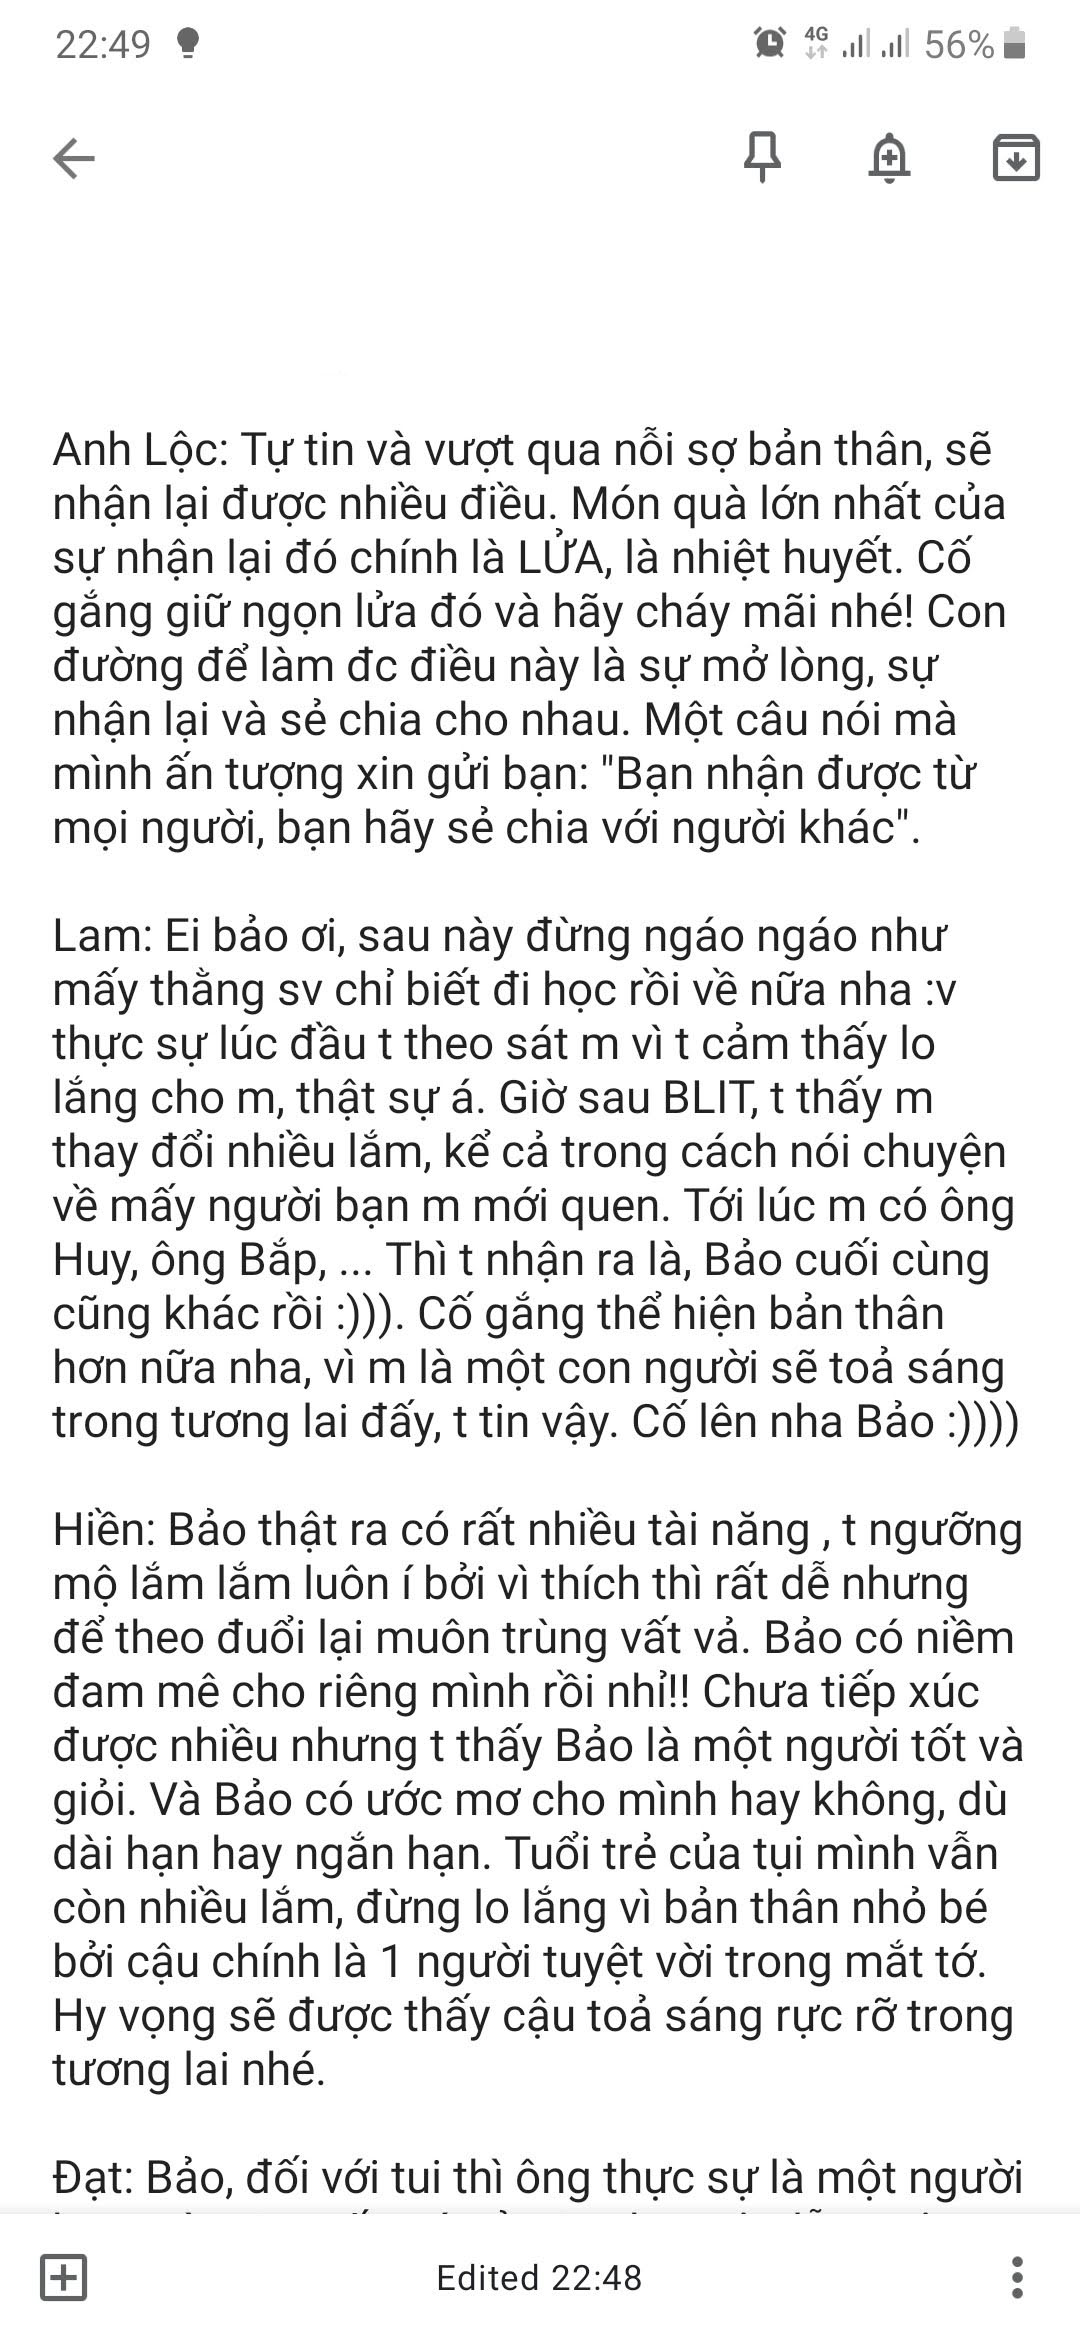 22:49
4G
56%
Anh Lộc: Tự tin và vượt qua nỗi sợ bản thân, sẽ
nhận lại được nhiều điều. Món quà lớn nhất của
sự nhận lại đó chính là LỬA, là nhiệt huyết. Cố
gắng giữ ngọn lửa đó và hãy cháy mãi nhé! Con
đường để làm đc điều này là sự mở lòng, sự
nhận lại và sẻ chia cho nhau. Một câu nói mà
mình ấn tượng xin gửi bạn: "Bạn nhận được từ
mọi người, bạn hãy sẻ chia với người khác".
Lam: Ei bảo ơi, sau này đừng ngáo ngáo như
mấy thằng sv chỉ biết đi học rồi về nữa nha :v
thực sự lúc đầu t theo sát m vì t cảm thấy lo
lắng cho m, thật sự á. Giờ sau BLIT, t thấy m
thay đổi nhiều lắm, kể cả trong cách nói chuyện
về mấy người bạn m mới quen. Tới lúc m có ông
Huy, ông Bắp, ... Thì t nhận ra là, Bảo cuối cùng
cũng khác rồi :))). Cố gắng thể hiện bản thân
hơn nữa nha, vì m là một con người sẽ toả sáng
trong tương lai đấy, t tin vậy. Cố lên nha Bảo :))))
Hiền: Bảo thật ra có rất nhiều tài năng , t ngưỡng
mộ lắm lắm luôn í bởi vì thích thì rất dễ nhưng
để theo đuổi lại muôn trùng vất vả. Bảo có niềm
đam mê cho riêng mình rồi nhỉ!! Chưa tiếp xúc
được nhiều nhưng t thấy Bảo là một người tốt và
giỏi. Và Bảo có ước mơ cho mình hay không, dù
dài hạn hay ngắn hạn. Tuổi trẻ của tụi mình vẫn
còn nhiều lắm, đừng lo lắng vì bản thân nhỏ bé
bởi cậu chính là 1 người tuyệt vời trong mắt tớ.
Hy vọng sẽ được thấy cậu toả sáng rực rỡ trong
tương lai nhé.
Đạt: Bảo, đối với tui thì ông thực sự là một người
Edited 22:48